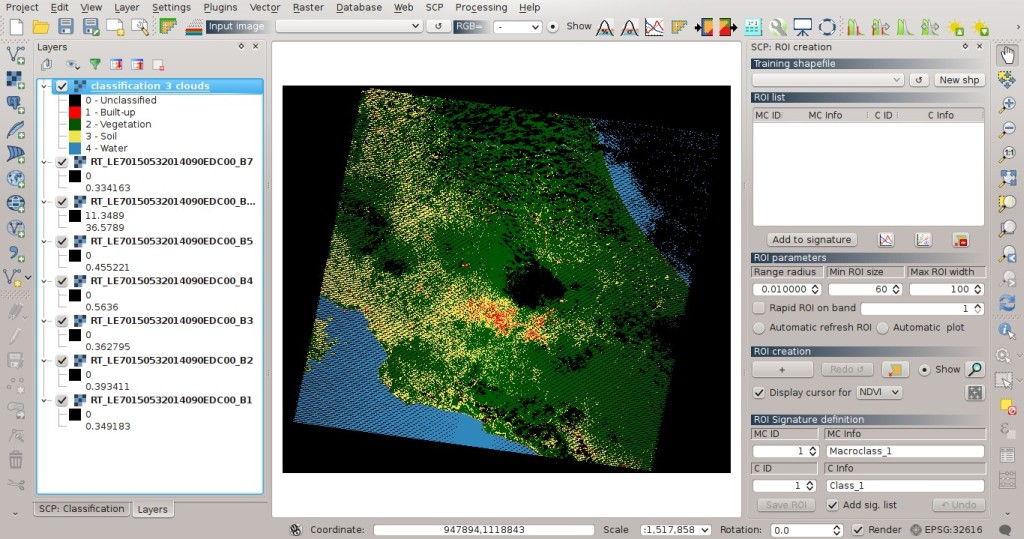 Project Edit View Layer Settings Plugins Vector Raster Database Web SCP Processing Help
Input image RGB= - Show
Layers
classification_3 clouds
0 - Unclassified
1 - Built-up
2 - Vegetation
3 - Soil
4 - Water
RT_LE70150532014090EDC00_B7
0
0.334163
RT_LE70150532014090EDC00_B...
11.3489
36.5789
RT_LE70150532014090EDC00_B5
0
0.455221
RT_LE70150532014090EDC00_B4
0
0.5636
RT_LE70150532014090EDC00_B3
0
0.362795
RT_LE70150532014090EDC00_B2
0
0.393411
RT_LE70150532014090EDC00_B1
0
0.349183
SCP: Classification Layers
SCP: ROI creation
Training shapefile
New shp
ROI list
MC ID MC Info C ID C Info
Add to signature
ROI parameters
Range radius Min ROI size Max ROI width
0.010000 60 100
Rapid ROI on band 1
Automatic refresh ROI Automatic plot
ROI creation
+ Redo Show
Display cursor for NDVI
ROI Signature definition
MC ID MC Info
1 Macroclass_1
C ID C Info
1 Class_1
Save ROI Add sig. list Undo
Coordinate: 947894,1118843 Scale :1,517,858 Rotation: 0.0 Render EPSG:32616